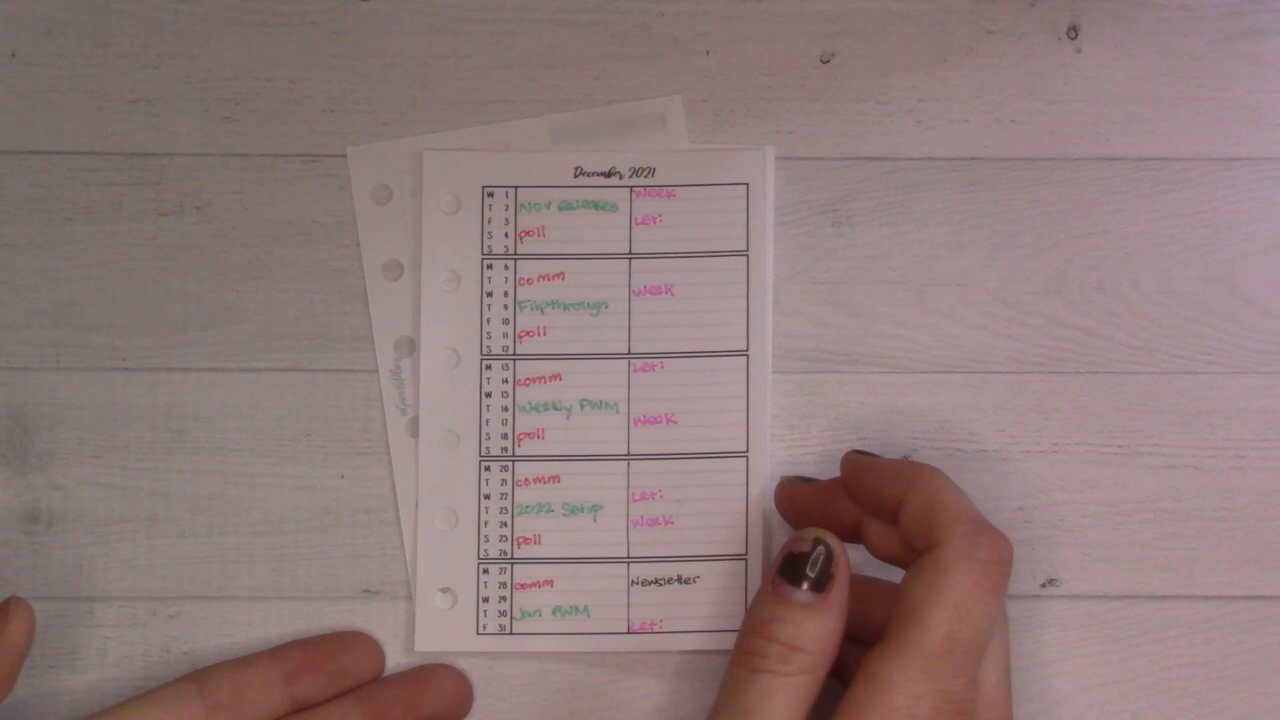 December 2021
W 1 Week
T 2 Nov Releases
F 3 Let:
S 4 poll
S 5
M 6
T 7 comm
W 8 Week
T 9 Flipthrough
F 10
S 11 poll
S 12
M 13 Let:
T 14 comm
W 15
T 16 Weekly PWM
F 17 Week
S 18 poll
S 19
M 20
T 21 comm
W 22 Let:
T 23 2022 Setup
F 24 Week
S 25 poll
S 26
M 27
T 28 comm Newsletter
W 29
T 30 Jan PWM
F 31 Let: